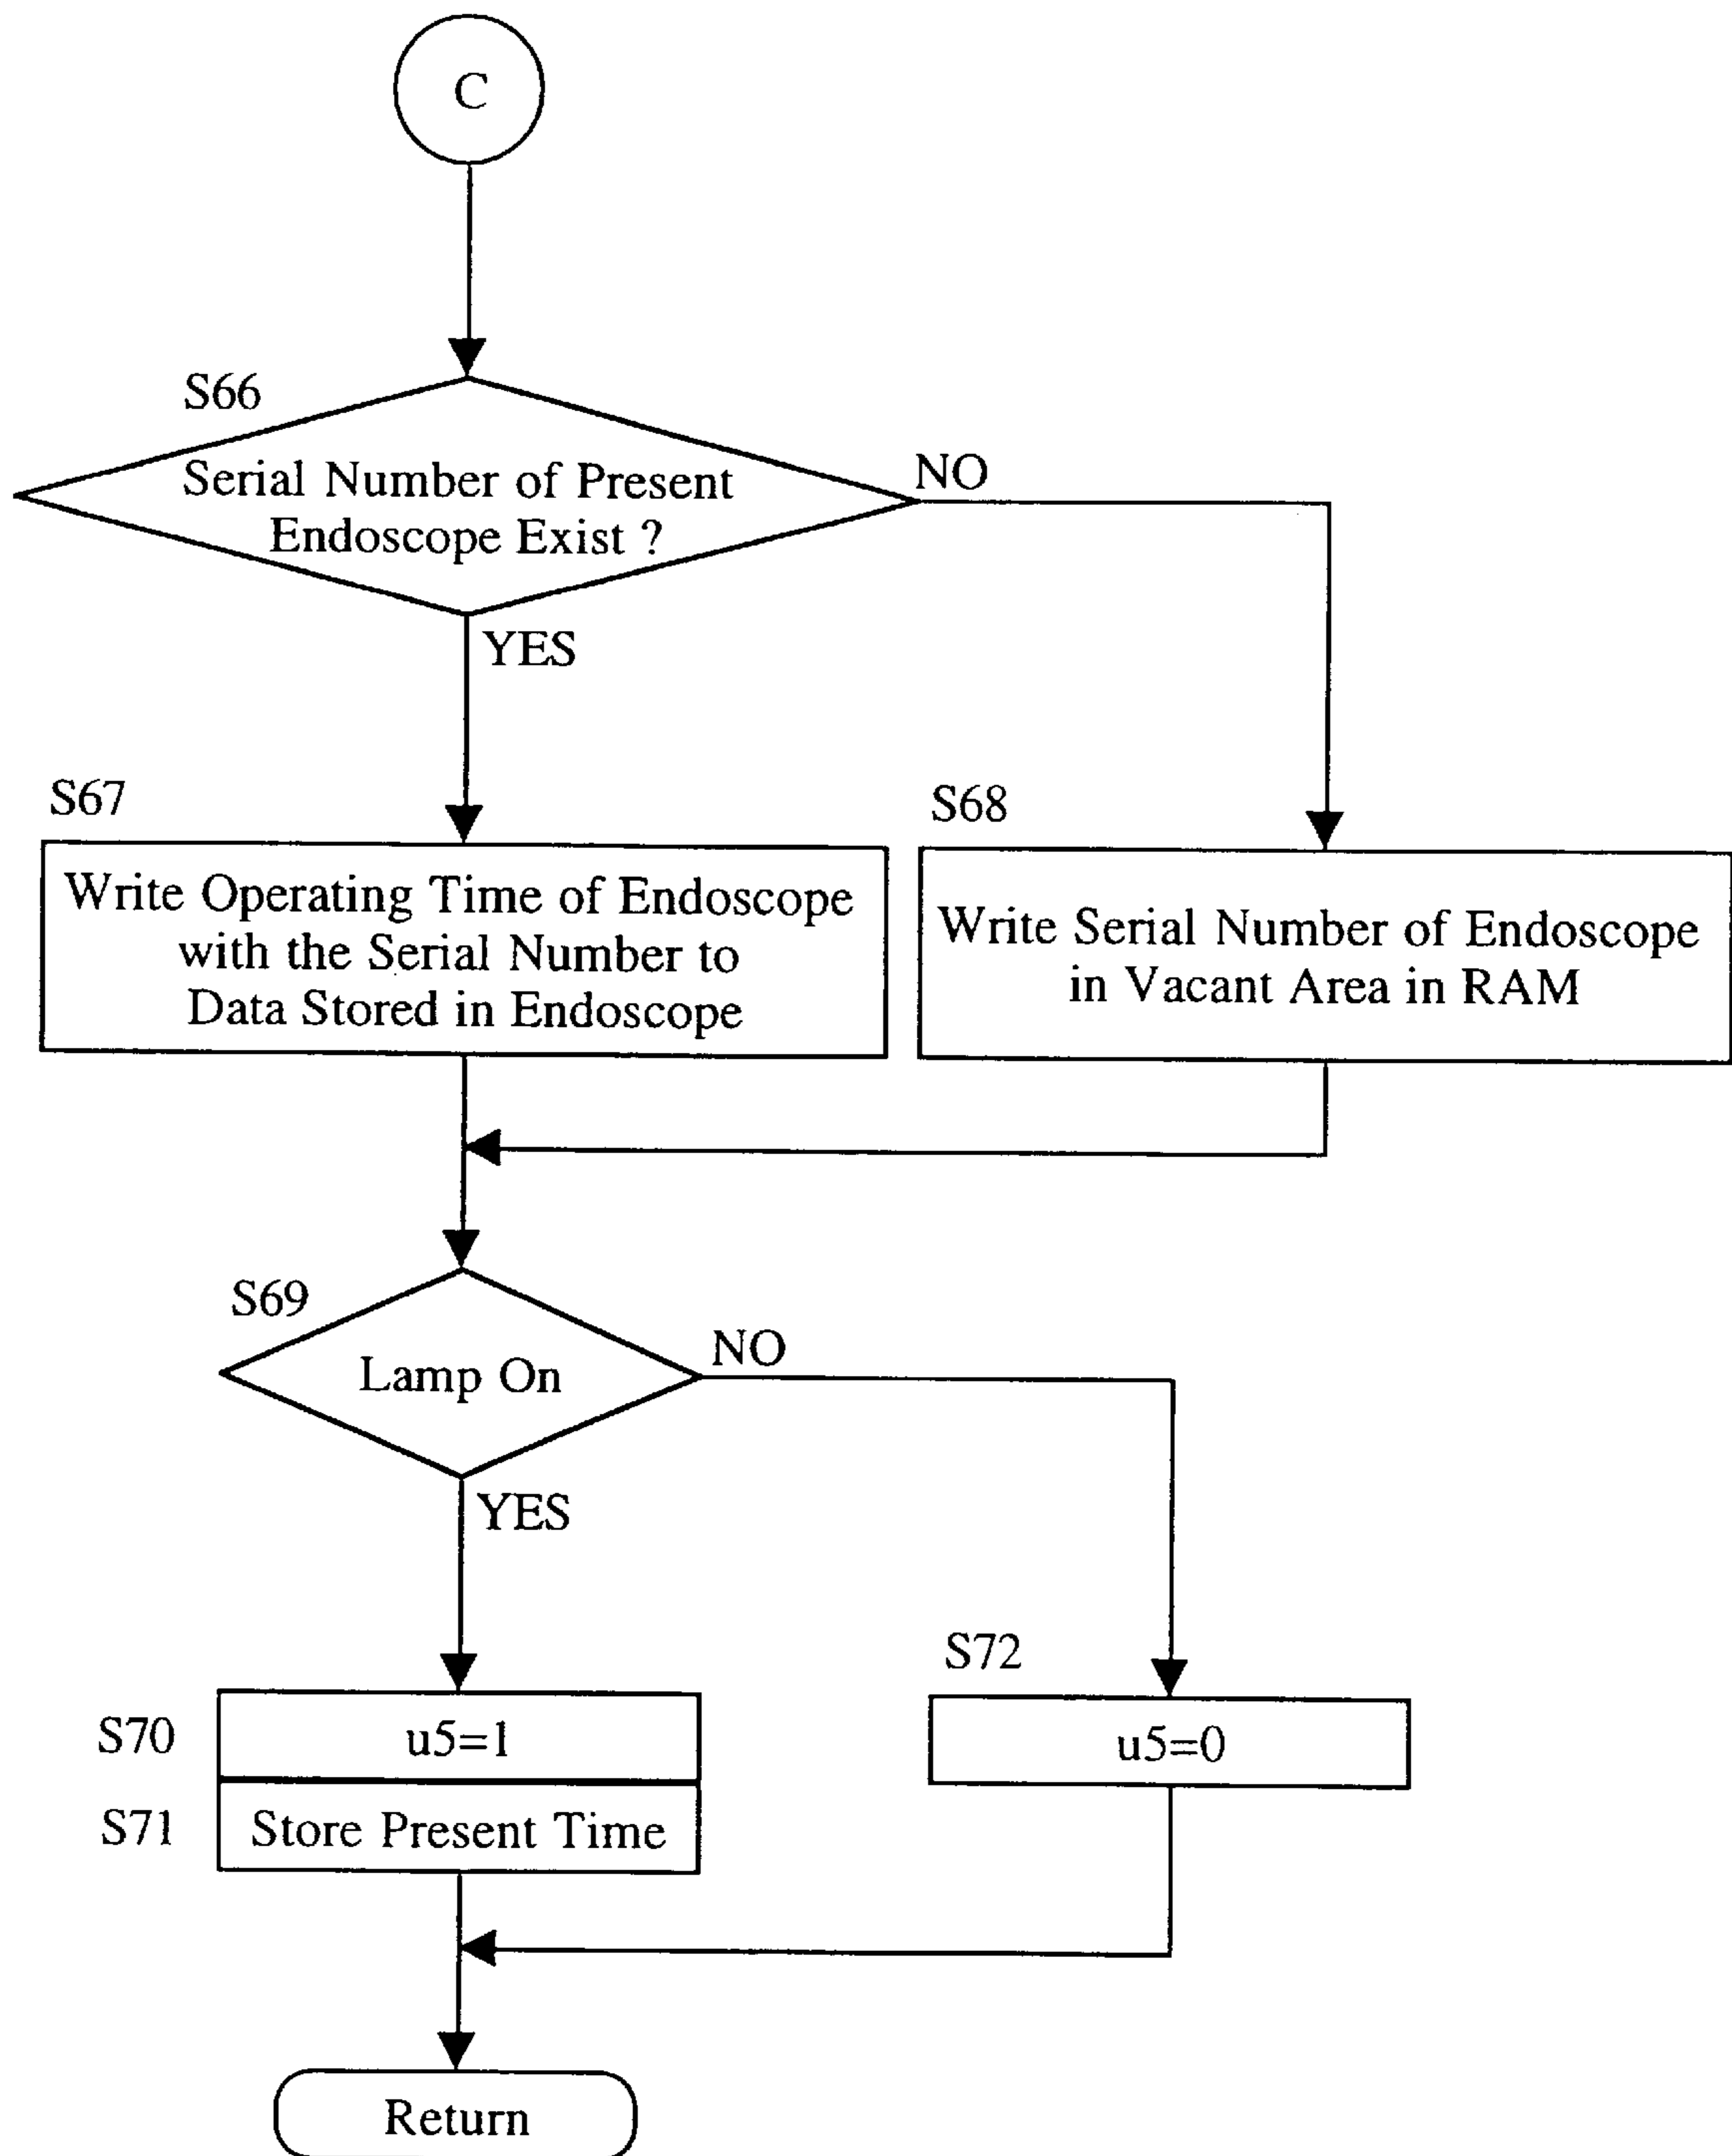 C
S66
Serial Number of Present
Endoscope Exist ?
NO
YES
S67
Write Operating Time of Endoscope
with the Serial Number to
Data Stored in Endoscope
S68
Write Serial Number of Endoscope
in Vacant Area in RAM
S69
Lamp On
NO
YES
S70
u5=1
S71
Store Present Time
S72
u5=0
Return